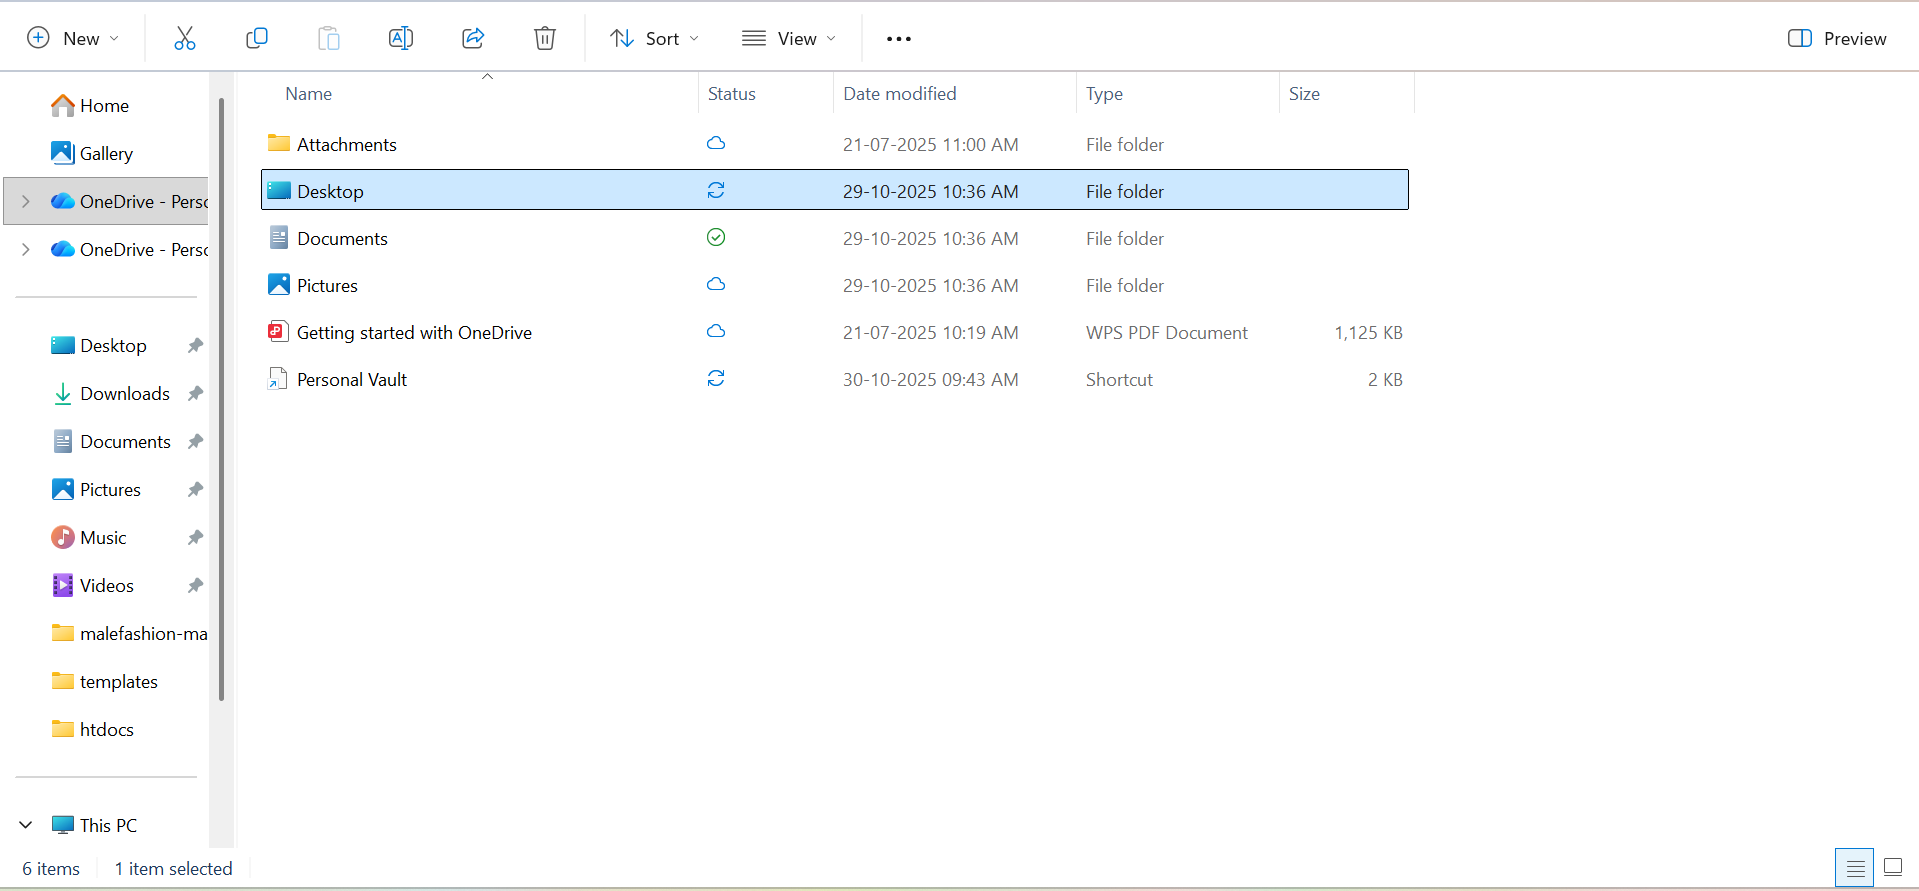 New Sort View Preview
Name Status Date modified Type Size
Home
Gallery
OneDrive - Perso
OneDrive - Perso
Desktop
Downloads
Documents
Pictures
Music
Videos
malefashion-ma
templates
htdocs
This PC
Attachments 21-07-2025 11:00 AM File folder
Desktop 29-10-2025 10:36 AM File folder
Documents 29-10-2025 10:36 AM File folder
Pictures 29-10-2025 10:36 AM File folder
Getting started with OneDrive 21-07-2025 10:19 AM WPS PDF Document 1,125 KB
Personal Vault 30-10-2025 09:43 AM Shortcut 2 KB
6 items 1 item selected